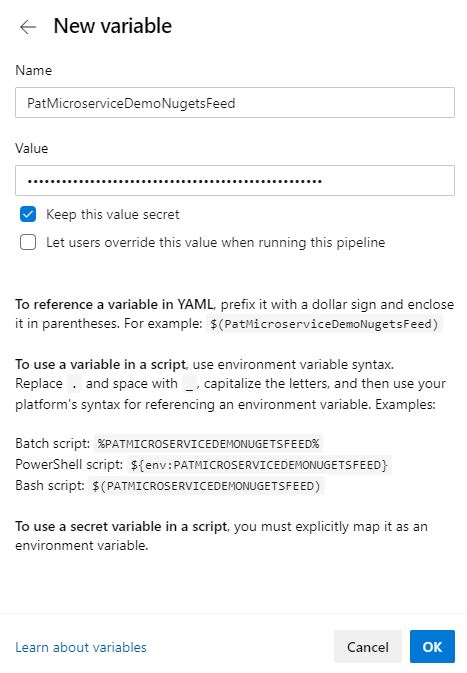 ← New variable
Name
PatMicroserviceDemoNugetsFeed
Value
••••••••••••••••••••••••••••••••••••••••••••••••••••
Keep this value secret
Let users override this value when running this pipeline
To reference a variable in YAML, prefix it with a dollar sign and enclose
it in parentheses. For example: $(PatMicroserviceDemoNugetsFeed)
To use a variable in a script, use environment variable syntax.
Replace . and space with _, capitalize the letters, and then use your
platform's syntax for referencing an environment variable. Examples:
Batch script: %PATMICROSERVICEDEMONUGETSFEED%
PowerShell script: ${env:PATMICROSERVICEDEMONUGETSFEED}
Bash script: $(PATMICROSERVICEDEMONUGETSFEED)
To use a secret variable in a script, you must explicitly map it as an
environment variable.
Learn about variables
Cancel
OK